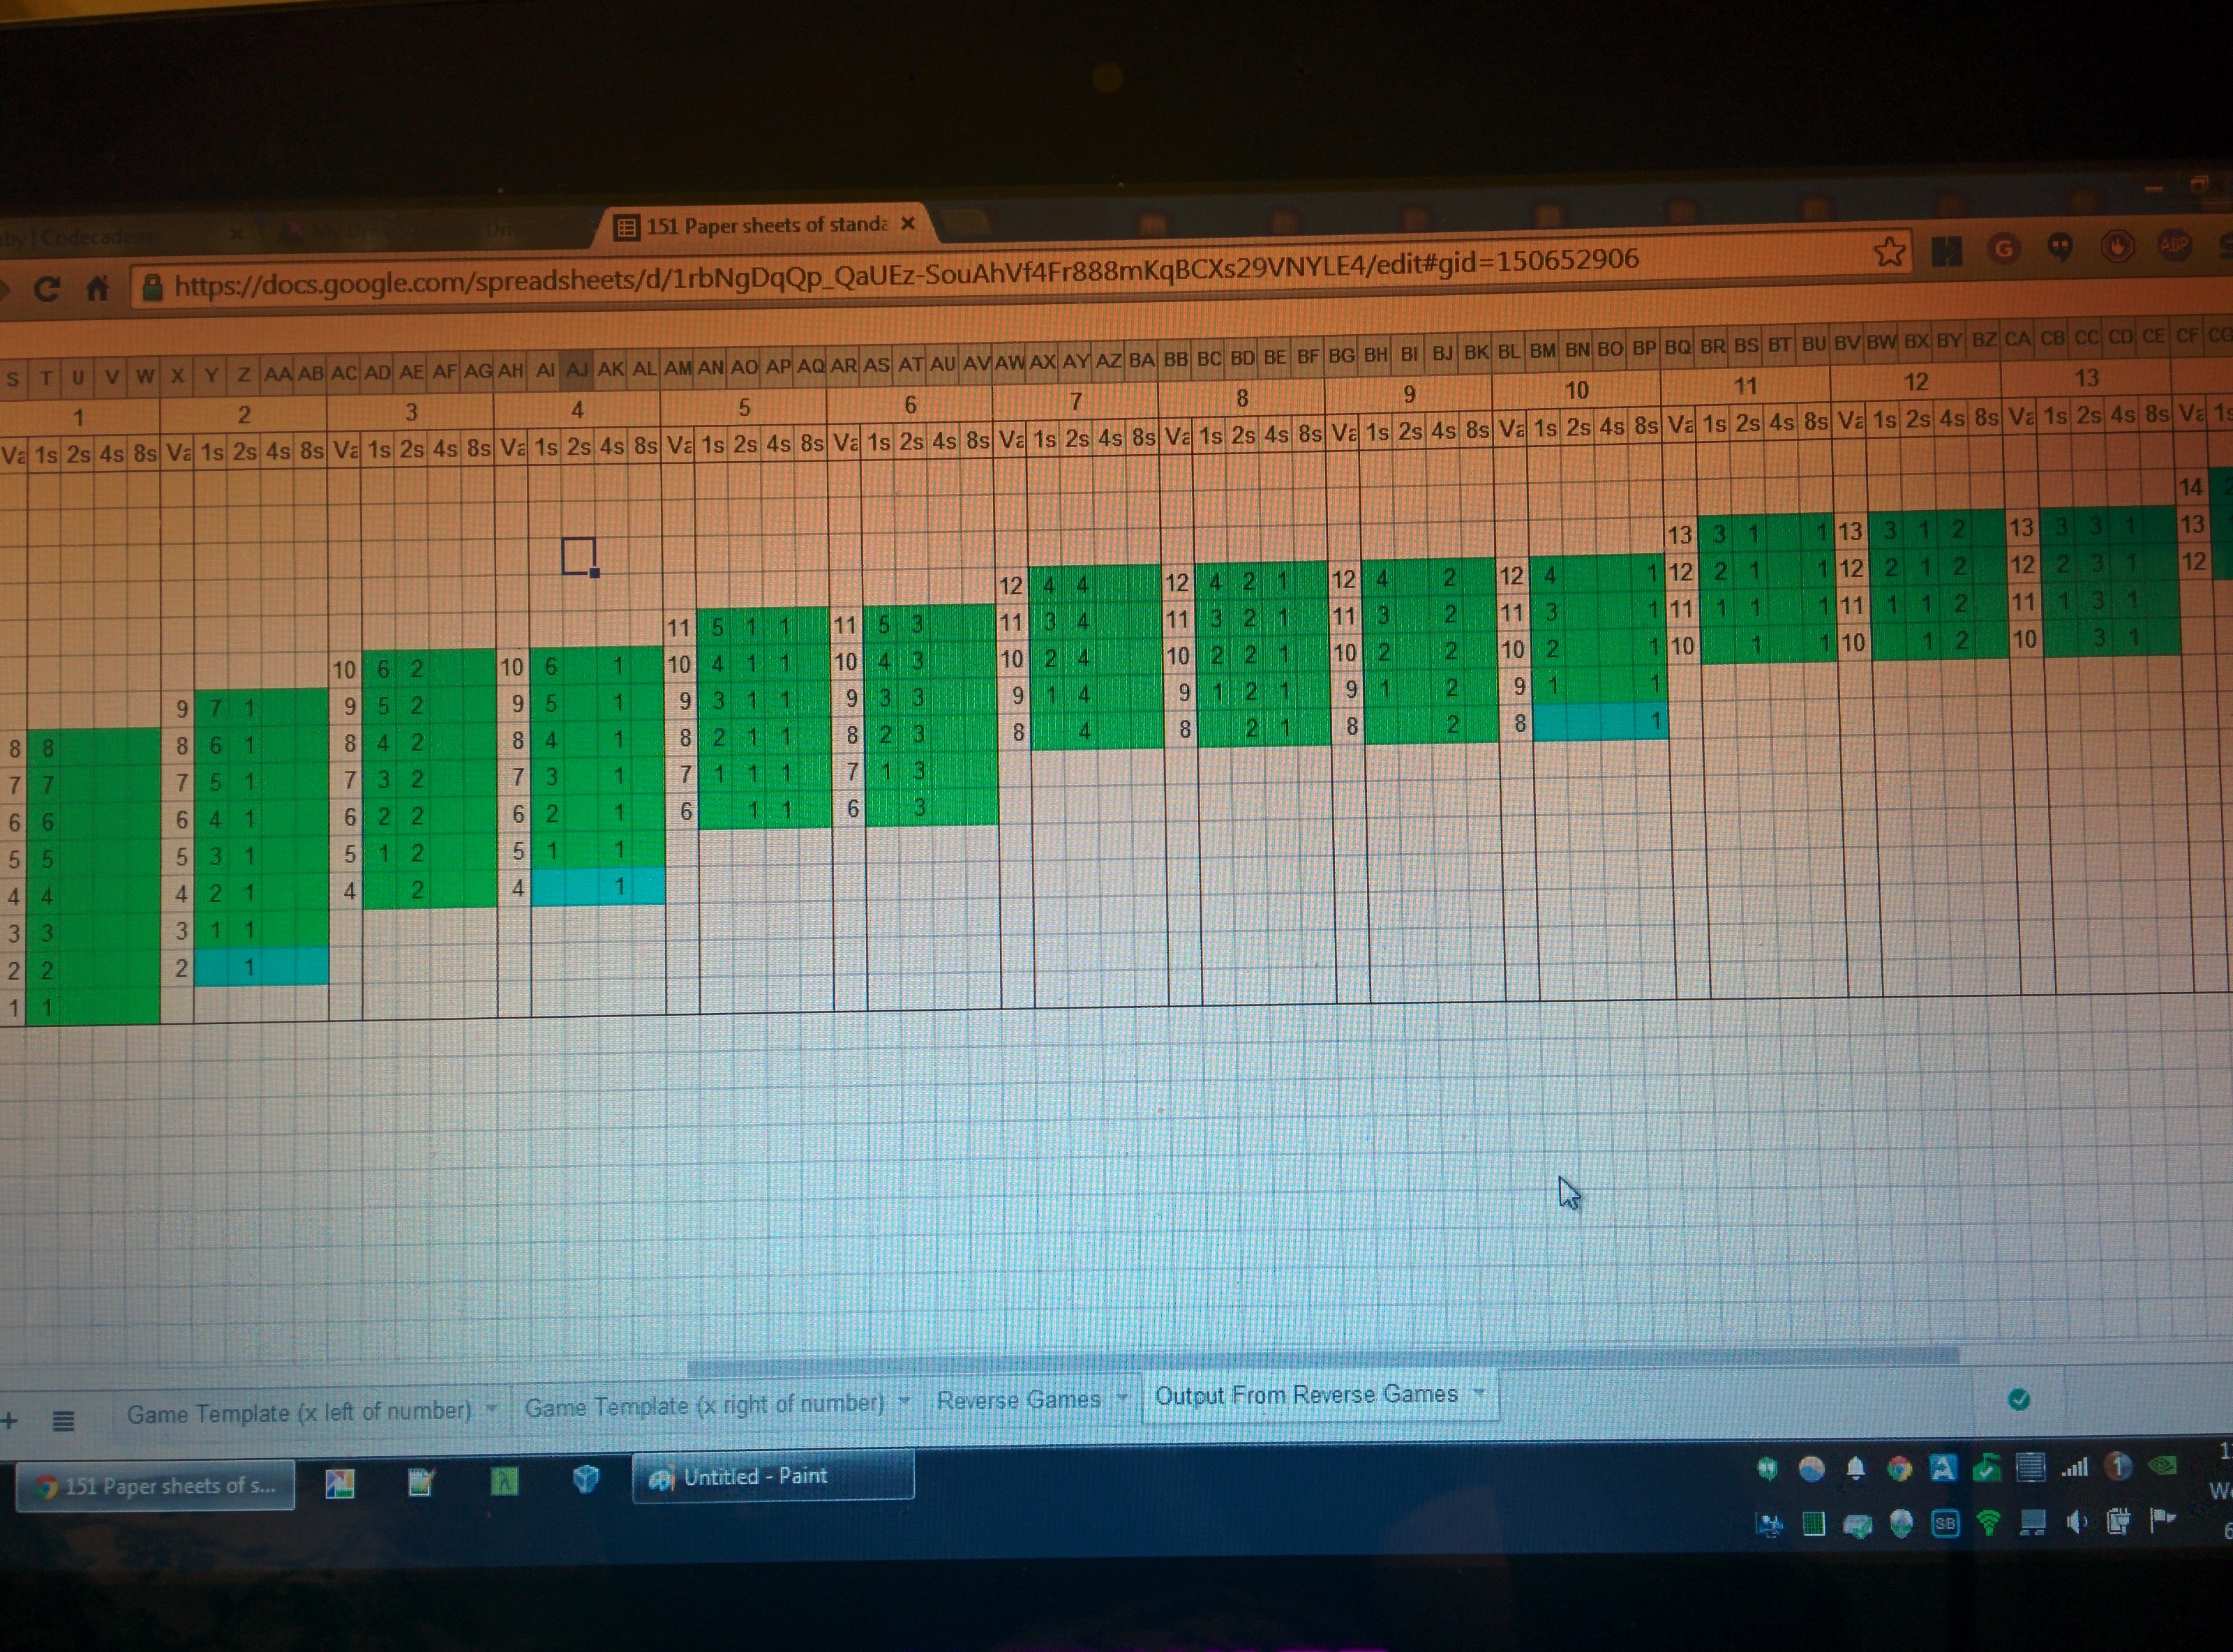 by | Codecade
151 Paper sheets of standa
https://docs.google.com/spreadsheets/d/1rbNgDqQp_QaUEz-SouAhVf4Fr888mKqBCXs29VNYLE4/edit#gid=150652906
G ABP
S T U V W X Y Z AA AB AC AD AE AF AG AH AI AJ AK AL AM AN AO AP AQ AR AS AT AU AV AW AX AY AZ BA BB BC BD BE BF BG BH BI BJ BK BL BM BN BO BP BQ BR BS BT BU BV BW BX BY BZ CA CB CC CD CE CF CG
1 2 3 4 5 6 7 8 9 10 11 12 13
Va 1s 2s 4s 8s Va 1s 2s 4s 8s Va 1s 2s 4s 8s Va 1s 2s 4s 8s Va 1s 2s 4s 8s Va 1s 2s 4s 8s Va 1s 2s 4s 8s Va 1s 2s 4s 8s Va 1s 2s 4s 8s Va 1s 2s 4s 8s Va 1s 2s 4s 8s Va 1s 2s 4s 8s Va 1s 2s 4s 8s Va 1s
14
13 3 1 1 13 3 1 2 13 3 3 1 13
12 4 4 12 4 2 1 12 4 2 12 4 1 12 2 1 1 12 2 1 2 12 2 3 1 12
11 5 1 1 11 5 3 11 3 4 11 3 2 1 11 3 2 11 3 1 11 1 1 1 11 1 1 2 11 1 3 1
10 6 2 10 6 1 10 4 1 1 10 4 3 10 2 4 10 2 2 1 10 2 2 10 2 1 10 1 1 10 1 2 10 3 1
9 7 1 9 5 2 9 5 1 9 3 1 1 9 3 3 9 1 4 9 1 2 1 9 1 2 9 1 1
8 8 8 6 1 8 4 2 8 4 1 8 2 1 1 8 2 3 8 4 8 2 1 8 2 8 1
7 7 7 5 1 7 3 2 7 3 1 7 1 1 1 7 1 3
6 6 6 4 1 6 2 2 6 2 1 6 1 1 6 3
5 5 5 3 1 5 1 2 5 1 1
4 4 4 2 1 4 2 4 1
3 3 3 1 1
2 2 2 1
1 1
Game Template (x left of number) Game Template (x right of number) Reverse Games Output From Reverse Games
151 Paper sheets of s... Untitled - Paint
SB